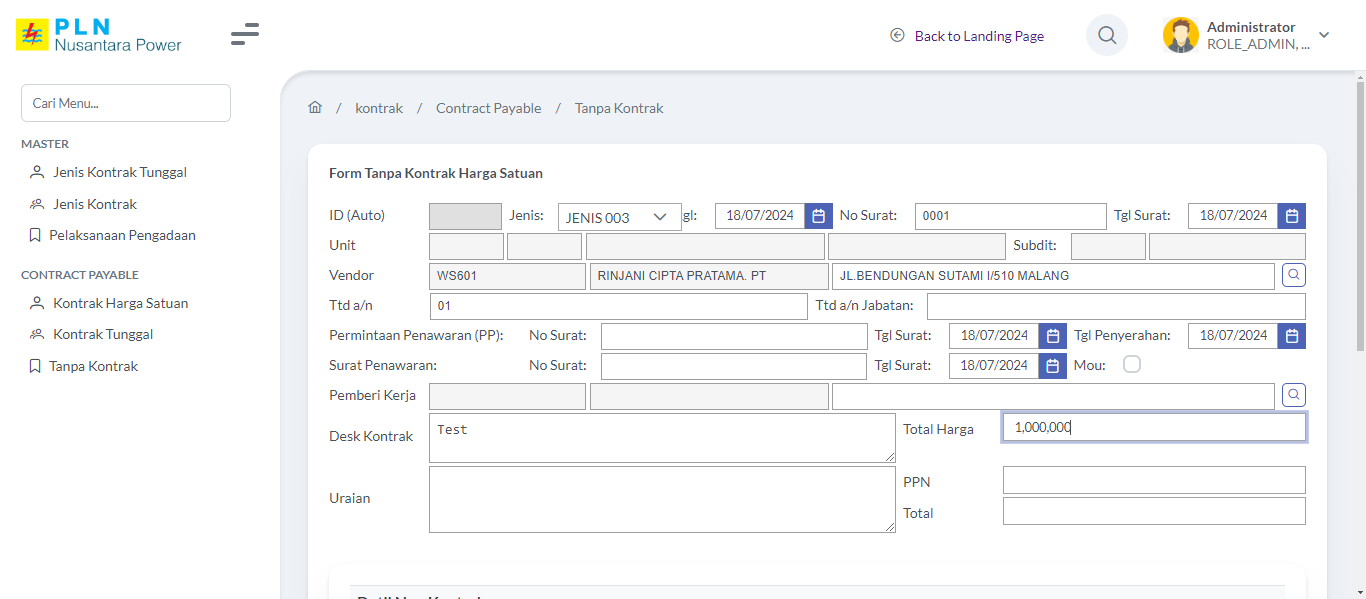 PLN
Nusantara Power
Back to Landing Page
Administrator
ROLE_ADMIN, ...
Cari Menu...
MASTER
Jenis Kontrak Tunggal
Jenis Kontrak
Pelaksanaan Pengadaan
CONTRACT PAYABLE
Kontrak Harga Satuan
Kontrak Tunggal
Tanpa Kontrak
/ kontrak / Contract Payable / Tanpa Kontrak
Form Tanpa Kontrak Harga Satuan
ID (Auto) Jenis: JENIS 003 gl: 18/07/2024 No Surat: 0001 Tgl Surat: 18/07/2024
Unit Subdit:
Vendor WS601 RINJANI CIPTA PRATAMA. PT JL.BENDUNGAN SUTAMI I/510 MALANG
Ttd a/n 01 Ttd a/n Jabatan:
Permintaan Penawaran (PP): No Surat: Tgl Surat: 18/07/2024 Tgl Penyerahan: 18/07/2024
Surat Penawaran: No Surat: Tgl Surat: 18/07/2024 Mou:
Pemberi Kerja
Desk Kontrak Test Total Harga 1,000,000
Uraian PPN
Total